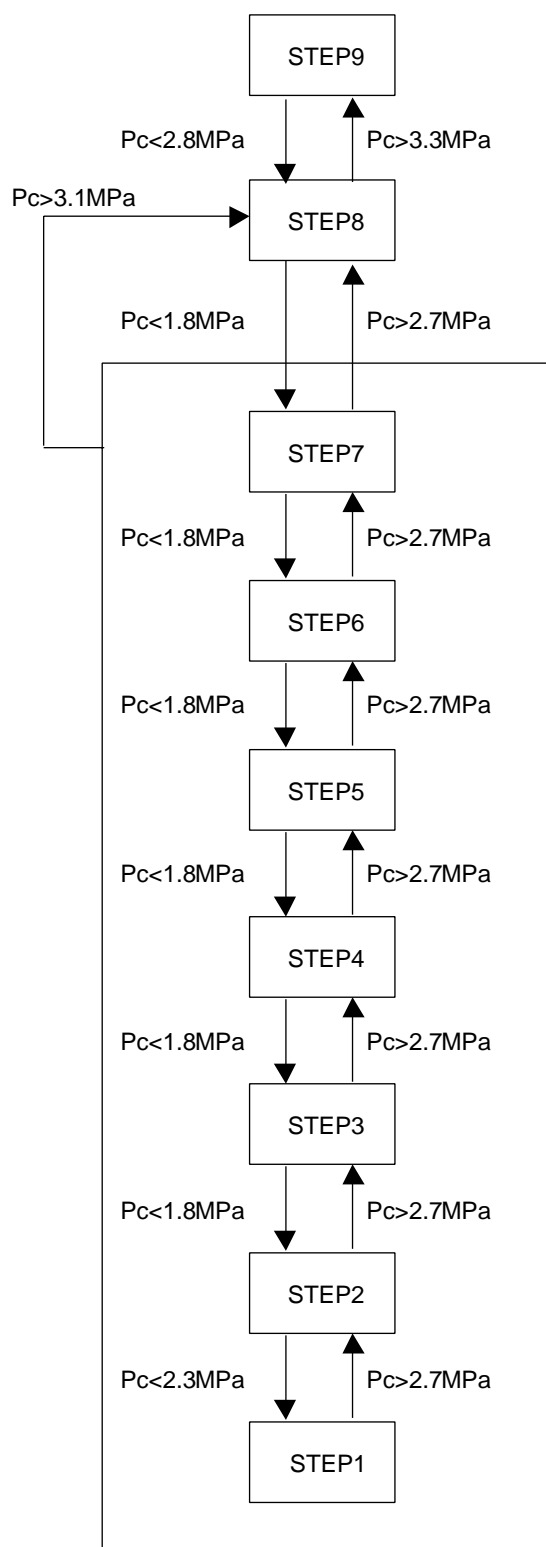 STEP9
Pc<2.8MPa
Pc>3.3MPa
Pc>3.1MPa
STEP8
Pc<1.8MPa
Pc>2.7MPa
STEP7
Pc<1.8MPa
Pc>2.7MPa
STEP6
Pc<1.8MPa
Pc>2.7MPa
STEP5
Pc<1.8MPa
Pc>2.7MPa
STEP4
Pc<1.8MPa
Pc>2.7MPa
STEP3
Pc<1.8MPa
Pc>2.7MPa
STEP2
Pc<2.3MPa
Pc>2.7MPa
STEP1